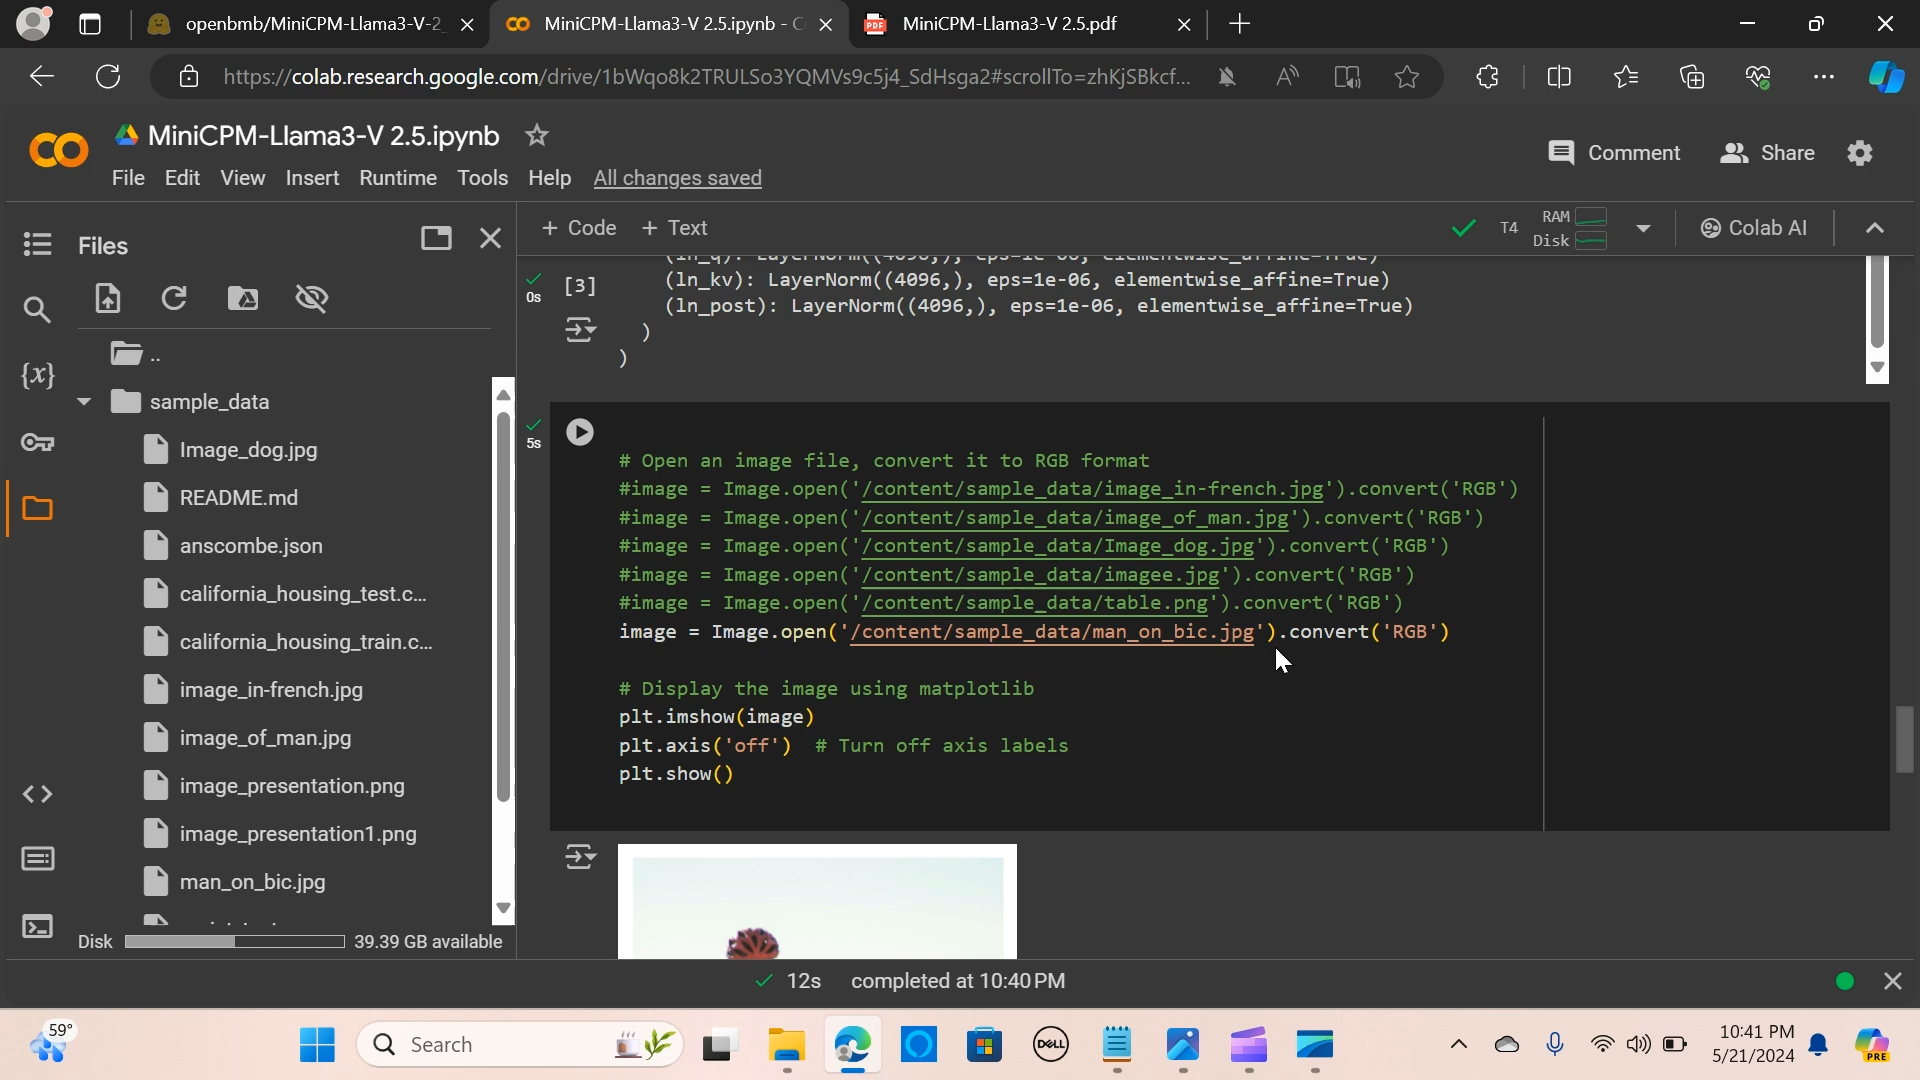 openbmb/MiniCPM-Llama3-V-2_
MiniCPM-Llama3-V 2.5.ipynb - C
MiniCPM-Llama3-V 2.5.pdf
https://colab.research.google.com/drive/1bWqo8k2TRULSo3YQMVs9c5j4_SdHsga2#scrollTo=zhKjSBkcf...
MiniCPM-Llama3-V 2.5.ipynb
Comment
Share
File Edit View Insert Runtime Tools Help All changes saved
Files
+ Code + Text
T4
RAM
Disk
Colab AI
[3]
0s
(ln_kv): LayerNorm((4096,), eps=1e-06, elementwise_affine=True)
(ln_post): LayerNorm((4096,), eps=1e-06, elementwise_affine=True)
)
)
..
sample_data
Image_dog.jpg
README.md
anscombe.json
california_housing_test.c...
california_housing_train.c...
image_in-french.jpg
image_of_man.jpg
image_presentation.png
image_presentation1.png
man_on_bic.jpg
Disk 39.39 GB available
5s
# Open an image file, convert it to RGB format
#image = Image.open('/content/sample_data/image_in-french.jpg').convert('RGB')
#image = Image.open('/content/sample_data/image_of_man.jpg').convert('RGB')
#image = Image.open('/content/sample_data/Image_dog.jpg').convert('RGB')
#image = Image.open('/content/sample_data/imagee.jpg').convert('RGB')
#image = Image.open('/content/sample_data/table.png').convert('RGB')
image = Image.open('/content/sample_data/man_on_bic.jpg').convert('RGB')
# Display the image using matplotlib
plt.imshow(image)
plt.axis('off') # Turn off axis labels
plt.show()
12s completed at 10:40 PM
59°
Search
DELL
10:41 PM
5/21/2024
PRE